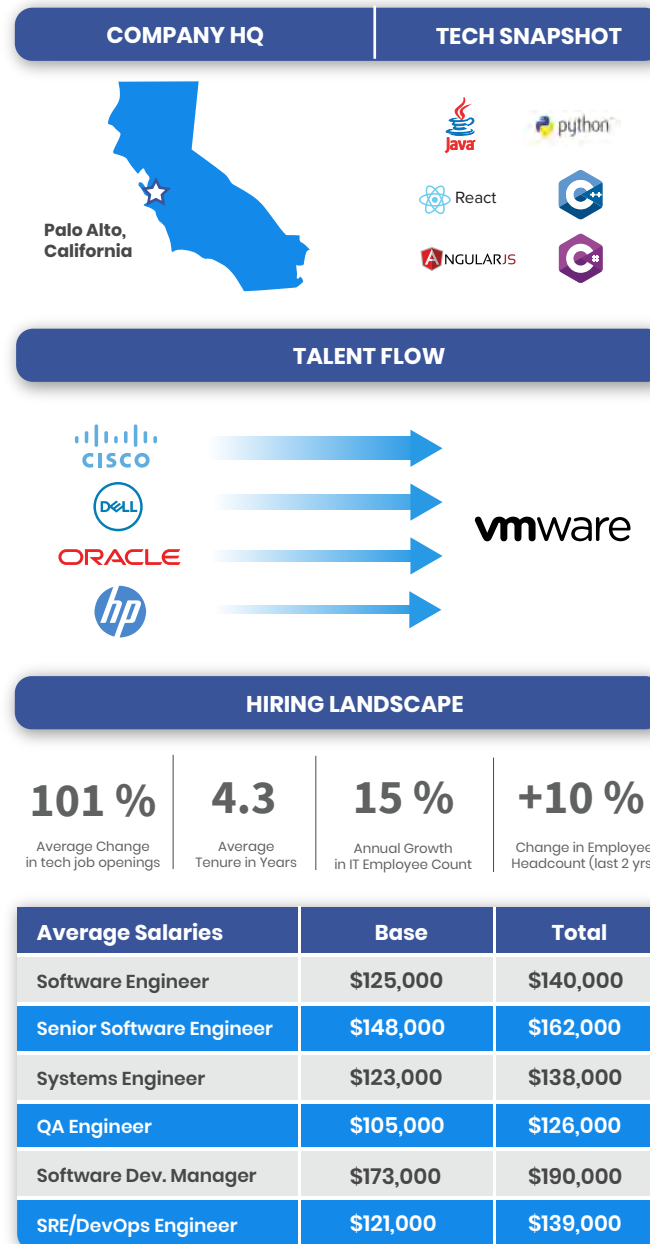 COMPANY HQ
TECH SNAPSHOT
Palo Alto,
California
Java
python
React
C++
ANGULARJS
C#
TALENT FLOW
CISCO
DELL
ORACLE
hp
vmware
HIRING LANDSCAPE
101 %
Average Change
in tech job openings
4.3
Average
Tenure in Years
15 %
Annual Growth
in IT Employee Count
+10 %
Change in Employee
Headcount (last 2 yrs
Average Salaries Base Total
Software Engineer $125,000 $140,000
Senior Software Engineer $148,000 $162,000
Systems Engineer $123,000 $138,000
QA Engineer $105,000 $126,000
Software Dev. Manager $173,000 $190,000
SRE/DevOps Engineer $121,000 $139,000